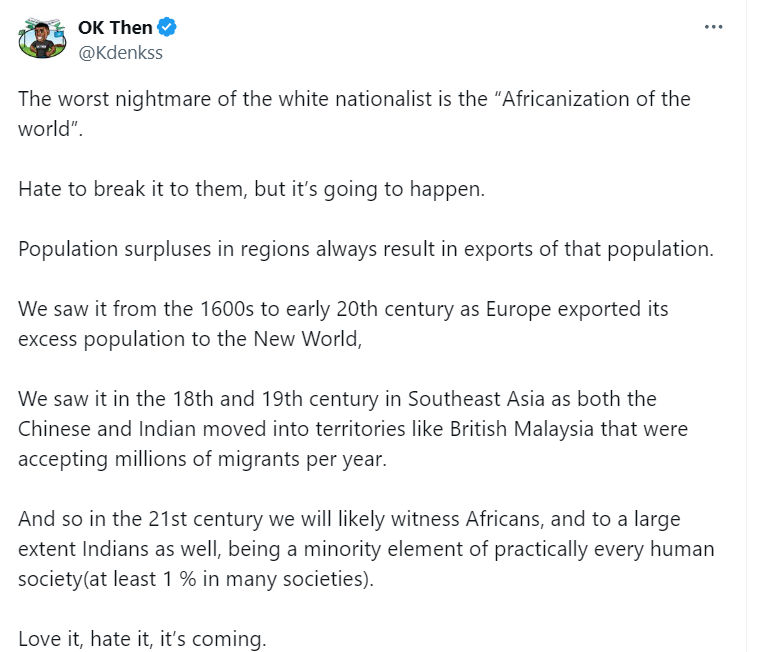 OK Then
@Kdenkss
The worst nightmare of the white nationalist is the “Africanization of the
world”.
Hate to break it to them, but it’s going to happen.
Population surpluses in regions always result in exports of that population.
We saw it from the 1600s to early 20th century as Europe exported its
excess population to the New World,
We saw it in the 18th and 19th century in Southeast Asia as both the
Chinese and Indian moved into territories like British Malaysia that were
accepting millions of migrants per year.
And so in the 21st century we will likely witness Africans, and to a large
extent Indians as well, being a minority element of practically every human
society(at least 1 % in many societies).
Love it, hate it, it’s coming.